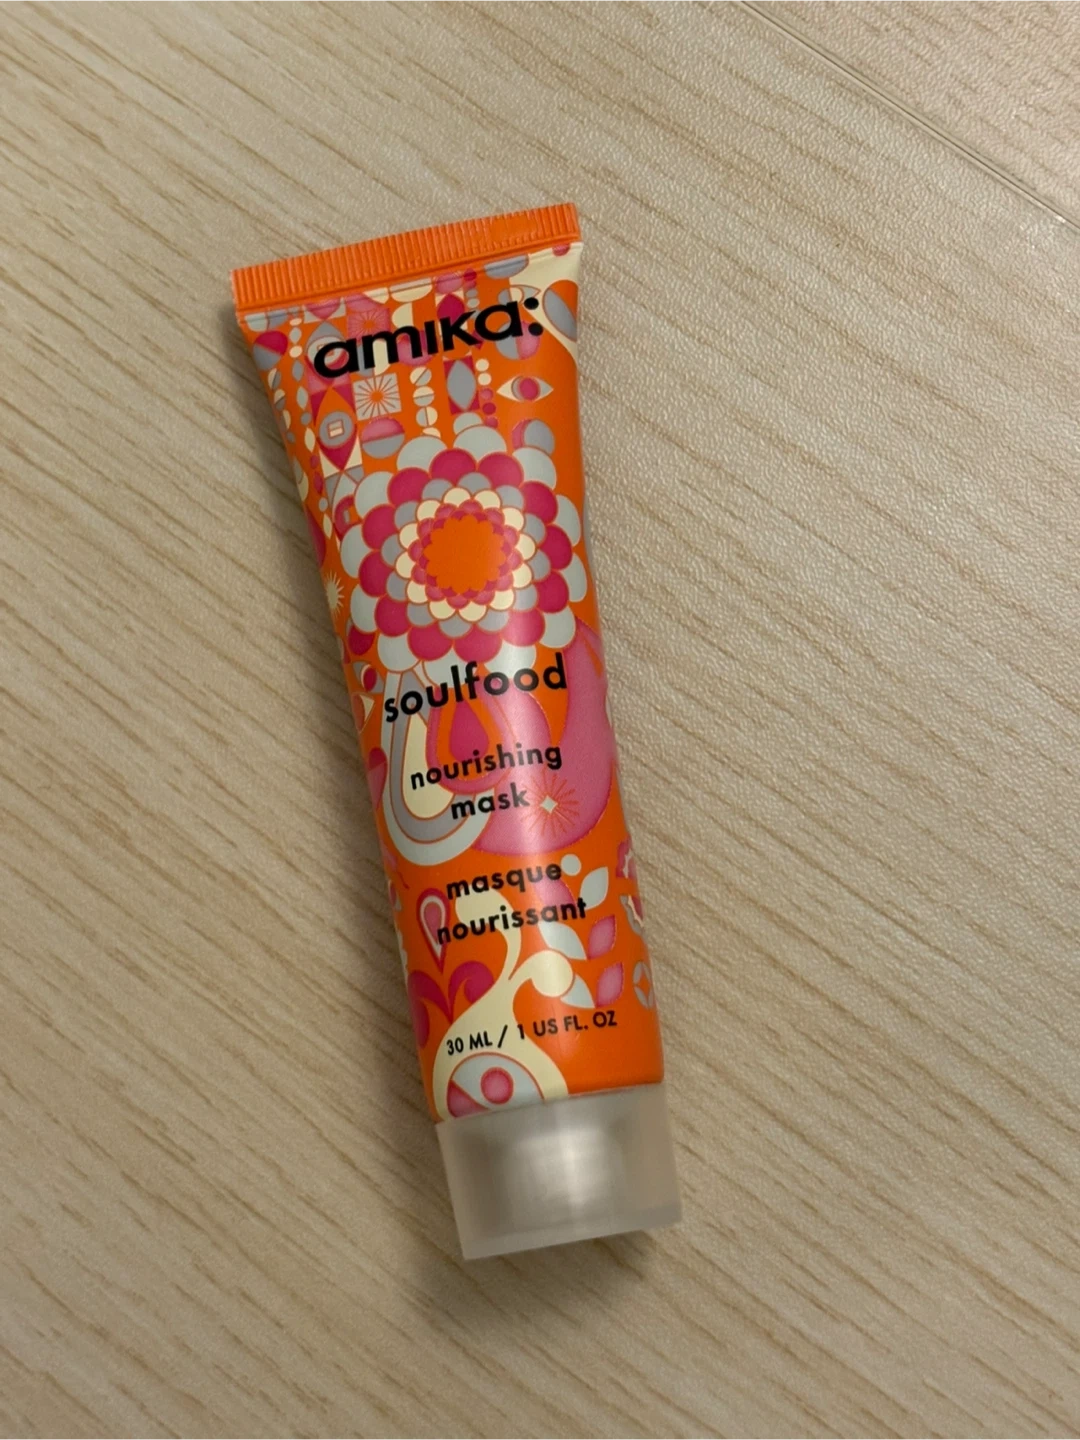 amika:
soulfood
nourishing
mask
masque
nourissant
30 ML / 1 US FL. OZ